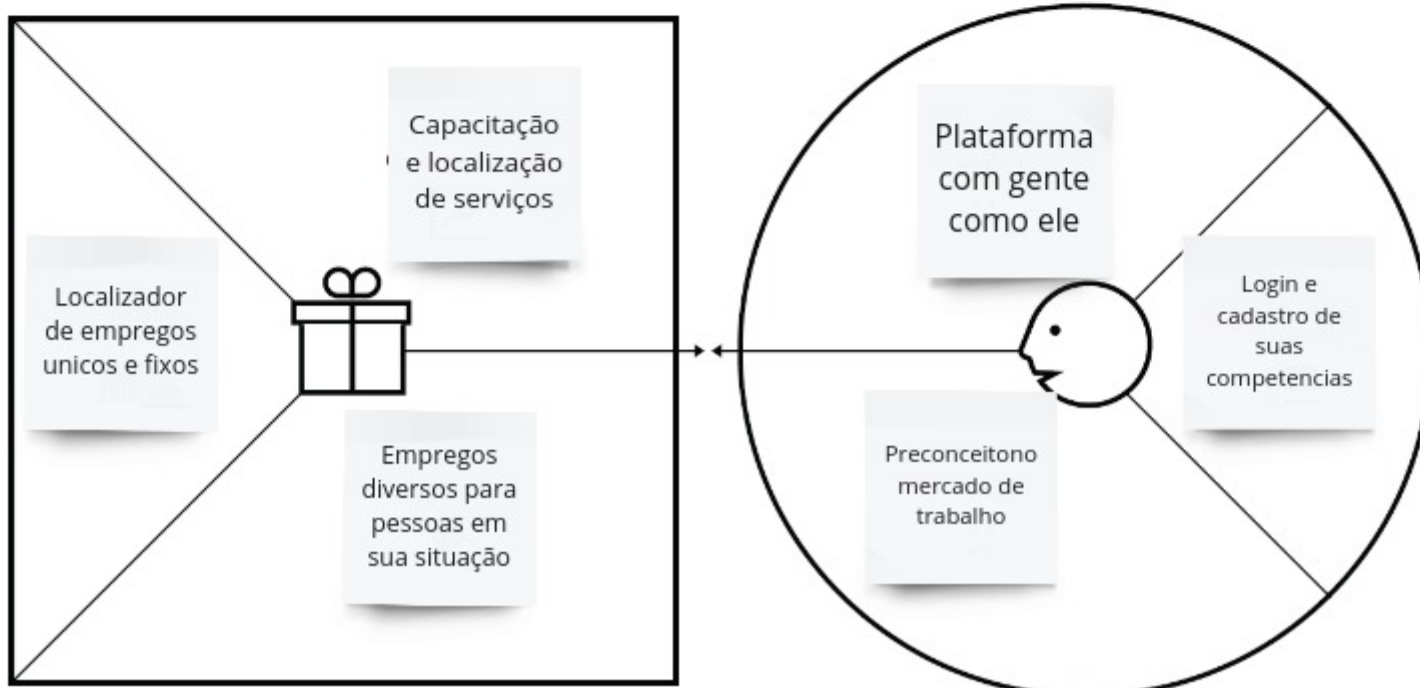 Capacitação
e localização
de serviços
Localizador
de empregos
unicos e fixos
Empregos
diversos para
pessoas em
sua situação
Plataforma
com gente
como ele
Login e
cadastro de
suas
competencias
Preconceitono
mercado de
trabalho